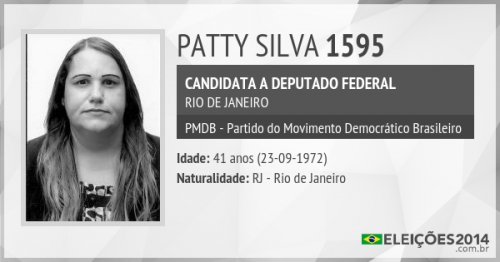 PATTY SILVA 1595
CANDIDATA A DEPUTADO FEDERAL
RIO DE JANEIRO
PMDB - Partido do Movimento Democrático Brasileiro
Idade: 41 anos (23-09-1972)
Naturalidade: RJ - Rio de Janeiro
ELEIÇÕES2014
.com.br